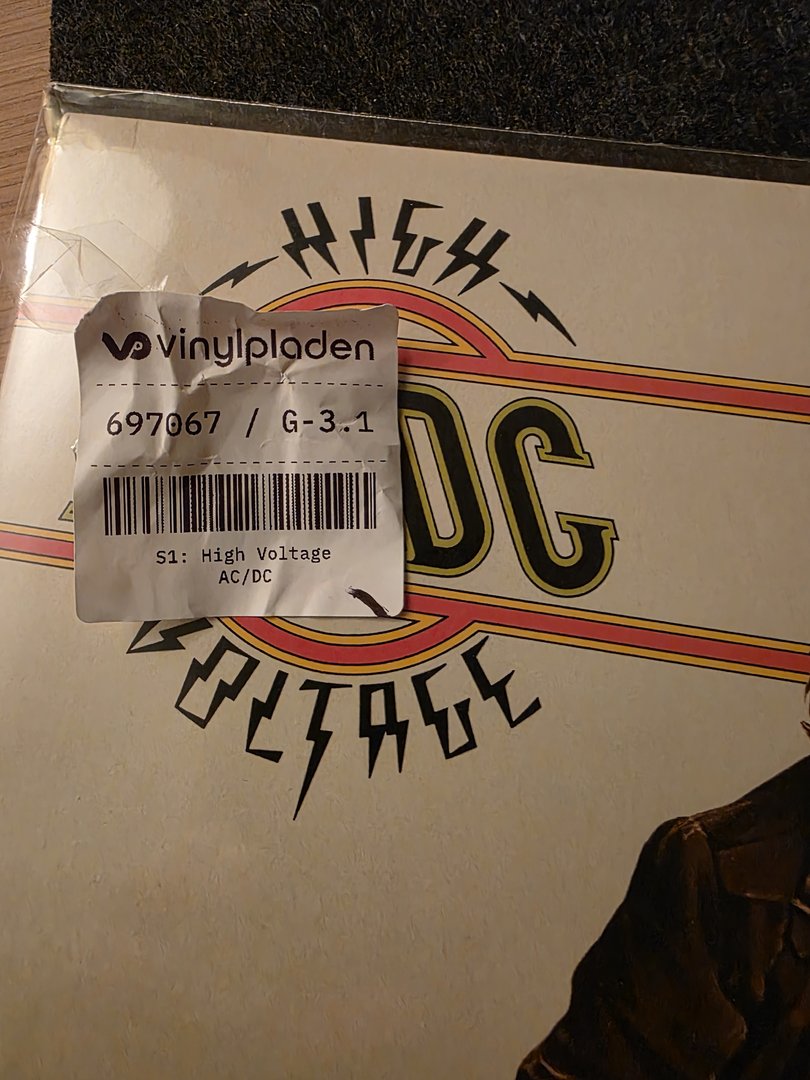 HIGH
vinylpladen
697067 / G-3.1
DC
S1: High Voltage
AC/DC
VOLTAGE